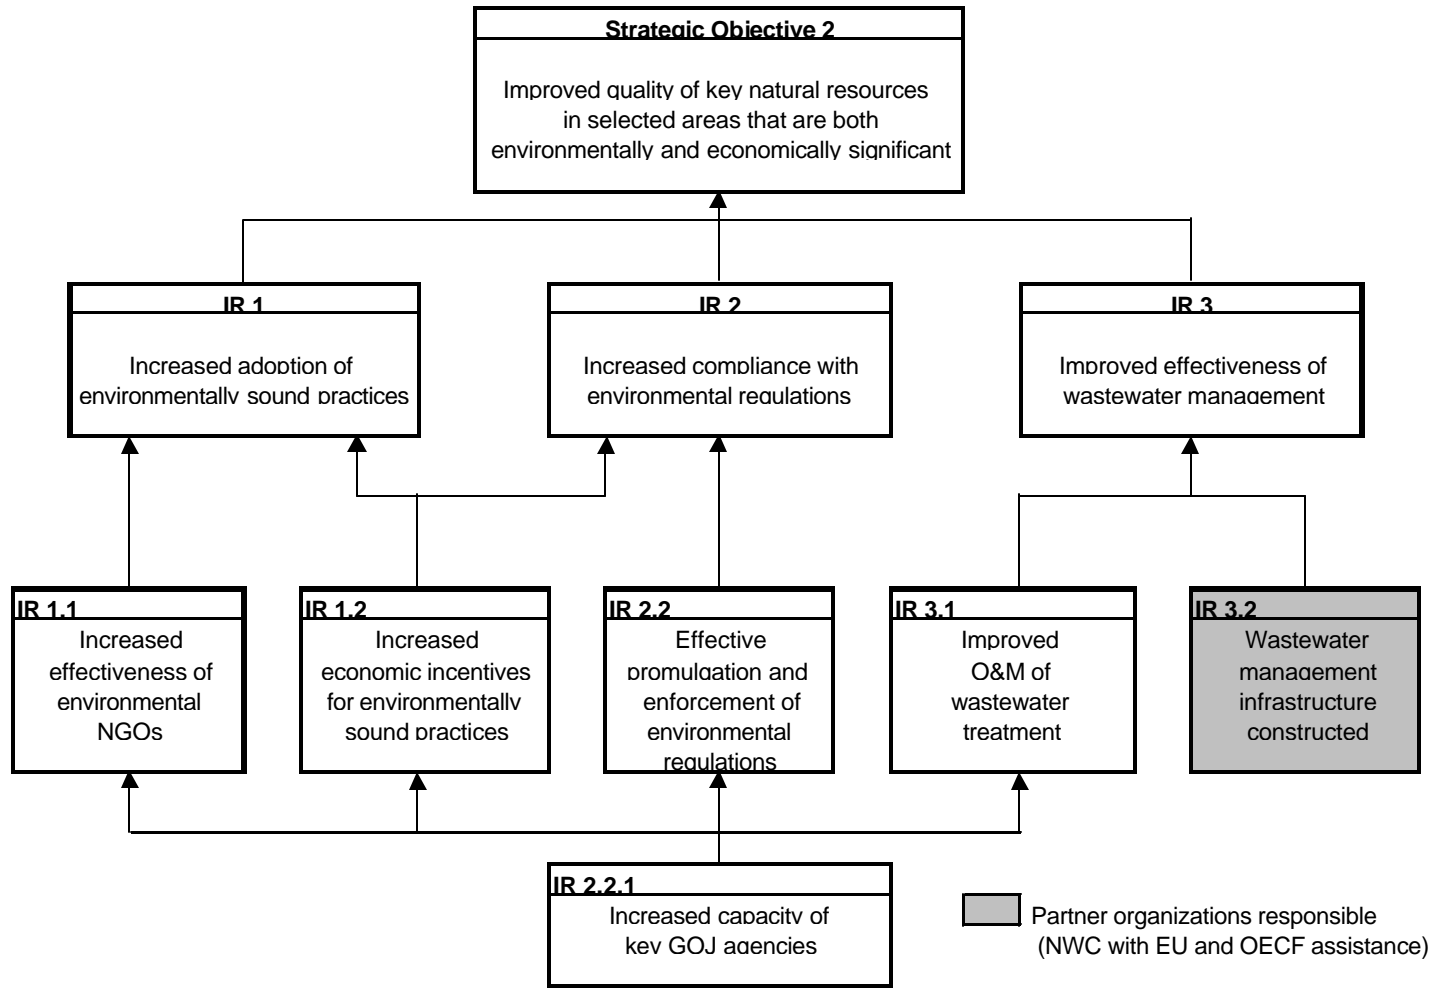 Strategic Objective 2
Improved quality of key natural resources
in selected areas that are both
environmentally and economically significant
IR 1
Increased adoption of
environmentally sound practices
IR 2
Increased compliance with
environmental regulations
IR 3
Improved effectiveness of
wastewater management
IR 1.1
Increased
effectiveness of
environmental
NGOs
IR 1.2
Increased
economic incentives
for environmentally
sound practices
IR 2.2
Effective
promulgation and
enforcement of
environmental
regulations
IR 3.1
Improved
O&M of
wastewater
treatment
IR 3.2
Wastewater
management
infrastructure
constructed
IR 2.2.1
Increased capacity of
key GOJ agencies
Partner organizations responsible
(NWC with EU and OECF assistance)